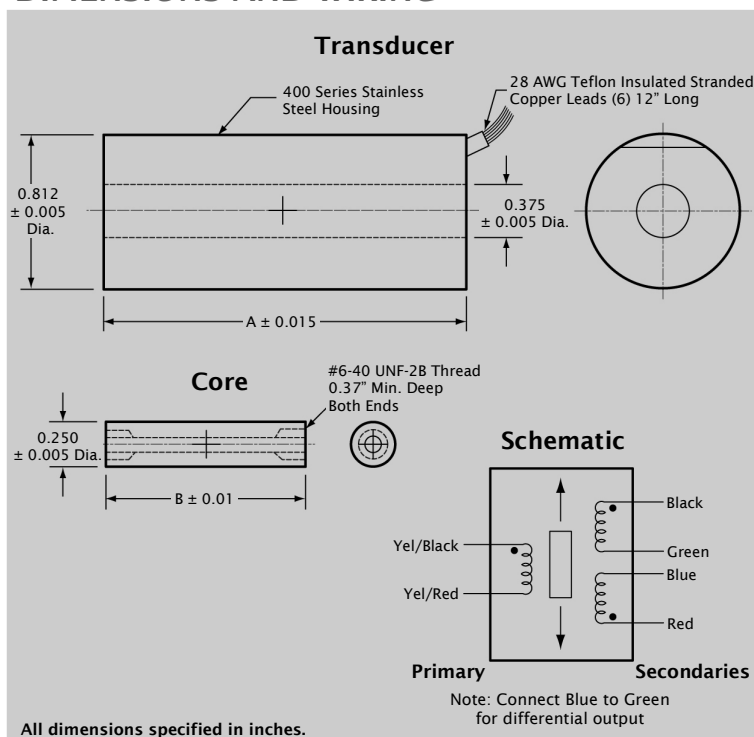 Transducer
400 Series Stainless
Steel Housing
28 AWG Teflon Insulated Stranded
Copper Leads (6) 12" Long
0.812
± 0.005
Dia.
0.375
± 0.005 Dia.
A ± 0.015
Core
#6-40 UNF-2B Thread
0.37" Min. Deep
Both Ends
0.250
± 0.005 Dia.
B ± 0.01
Schematic
Black
Yel/Black
Green
Blue
Yel/Red
Red
Primary
Secondaries
Note: Connect Blue to Green
for differential output
All dimensions specified in inches.